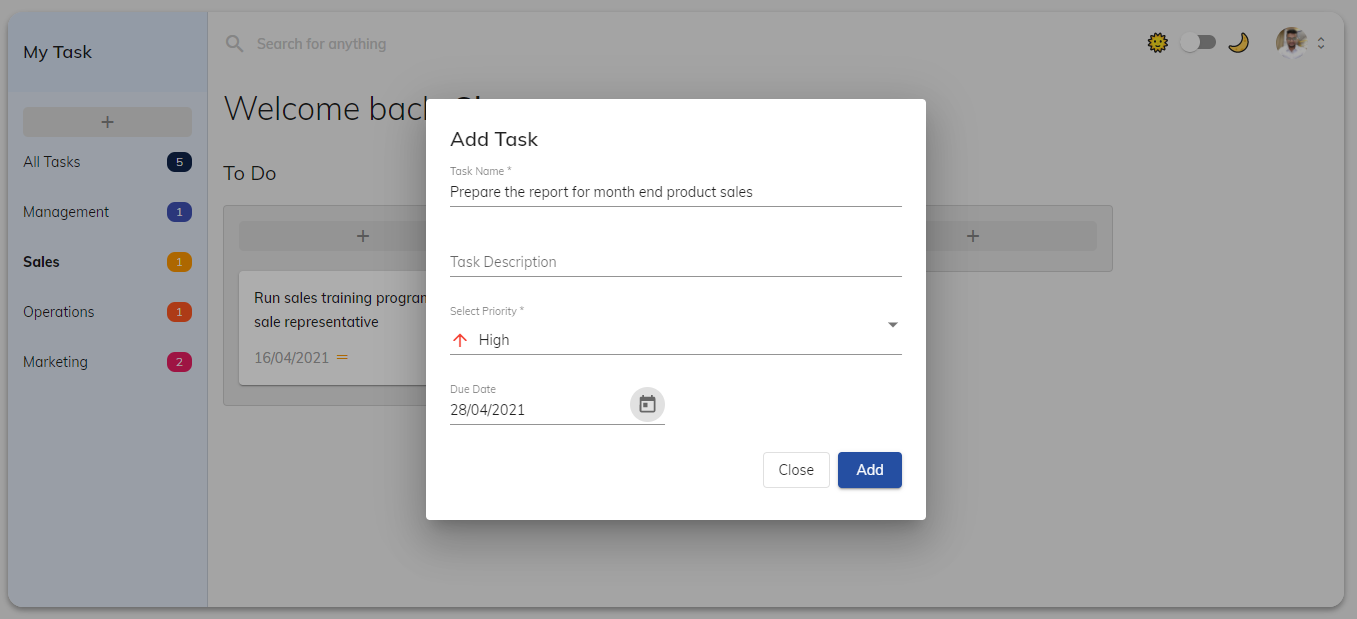 My Task
Search for anything
Welcome back
To Do
All Tasks 5
Management 1
Sales 1
Operations 1
Marketing 2
Run sales training
sale representative
16/04/2021
Add Task
Task Name *
Prepare the report for month end product sales
Task Description
Select Priority *
High
Due Date
28/04/2021
Close
Add